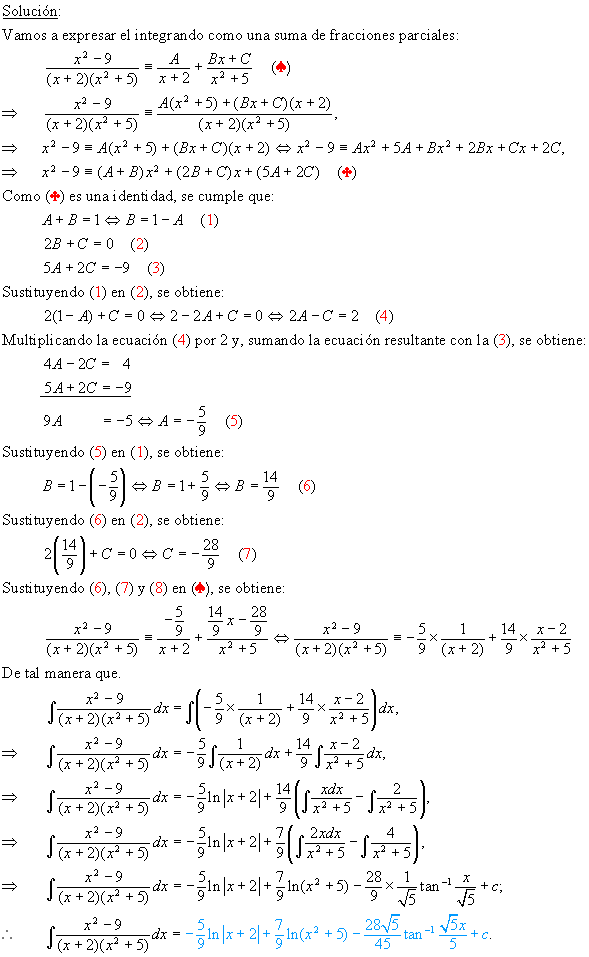 Solución:
Vamos a expresar el integrando como una suma de fracciones parciales:
(x² − 9)/((x + 2)(x² + 5)) ≡ A/(x + 2) + (Bx + C)/(x² + 5) (♠)
⇒ (x² − 9)/((x + 2)(x² + 5)) ≡ (A(x² + 5) + (Bx + C)(x + 2))/((x + 2)(x² + 5)),
⇒ x² − 9 ≡ A(x² + 5) + (Bx + C)(x + 2) ⇔ x² − 9 ≡ Ax² + 5A + Bx² + 2Bx + Cx + 2C,
⇒ x² − 9 ≡ (A + B)x² + (2B + C)x + (5A + 2C) (♣)
Como (♣) es una identidad, se cumple que:
A + B = 1 ⇔ B = 1 − A (1)
2B + C = 0 (2)
5A + 2C = −9 (3)
Sustituyendo (1) en (2), se obtiene:
2(1 − A) + C = 0 ⇔ 2 − 2A + C = 0 ⇔ 2A − C = 2 (4)
Multiplicando la ecuación (4) por 2 y, sumando la ecuación resultante con la (3), se obtiene:
4A − 2C = 4
5A + 2C = −9
9A = −5 ⇔ A = −5/9 (5)
Sustituyendo (5) en (1), se obtiene:
B = 1 − (−5/9) ⇔ B = 1 + 5/9 ⇔ B = 14/9 (6)
Sustituyendo (6) en (2), se obtiene:
2(14/9) + C = 0 ⇔ C = −28/9 (7)
Sustituyendo (6), (7) y (8) en (♠), se obtiene:
(x² − 9)/((x + 2)(x² + 5)) ≡ (−5/9)/(x + 2) + (14/9 x − 28/9)/(x² + 5) ⇔ (x² − 9)/((x + 2)(x² + 5)) ≡ −5/9 × 1/(x + 2) + 14/9 × (x − 2)/(x² + 5)
De tal manera que.
∫ (x² − 9)/((x + 2)(x² + 5)) dx = ∫(−5/9 × 1/(x + 2) + 14/9 × (x − 2)/(x² + 5))dx,
⇒ ∫ (x² − 9)/((x + 2)(x² + 5)) dx = −5/9 ∫ 1/(x + 2) dx + 14/9 ∫ (x − 2)/(x² + 5) dx,
⇒ ∫ (x² − 9)/((x + 2)(x² + 5)) dx = −5/9 ln|x + 2| + 14/9 (∫ xdx/(x² + 5) − ∫ 2/(x² + 5)),
⇒ ∫ (x² − 9)/((x + 2)(x² + 5)) dx = −5/9 ln|x + 2| + 7/9 (∫ 2xdx/(x² + 5) − ∫ 4/(x² + 5)),
⇒ ∫ (x² − 9)/((x + 2)(x² + 5)) dx = −5/9 ln|x + 2| + 7/9 ln(x² + 5) − 28/9 × 1/√5 tan⁻¹ x/√5 + c;
∴ ∫ (x² − 9)/((x + 2)(x² + 5)) dx = −5/9 ln|x + 2| + 7/9 ln(x² + 5) − 28√5/45 tan⁻¹ √5x/5 + c.